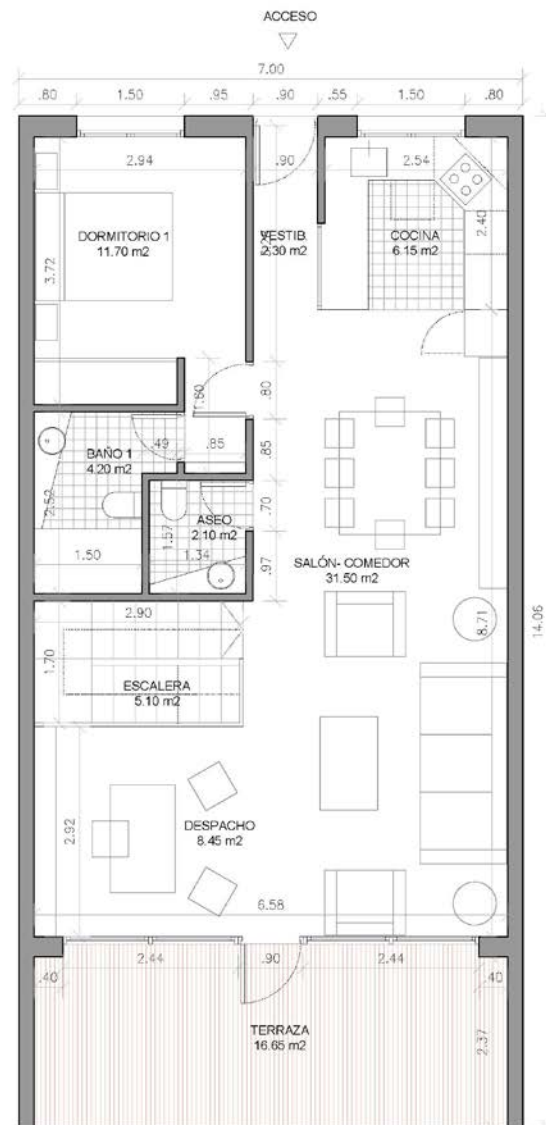 ACCESO
7.00
.80
1.50
.95
.90
.55
1.50
.80
2.94
.90
2.54
DORMITORIO 1
11.70 m2
VESTIB.
2.30 m2
COCINA
6.15 m2
2.40
3.72
1.60
.80
.49
.85
.85
BAÑO 1
4.20 m2
2.52
.70
ASEO
2.10 m2
1.57
1.50
1.34
.97
SALÓN- COMEDOR
31.50 m2
2.90
8.71
14.06
1.70
ESCALERA
5.10 m2
2.92
DESPACHO
8.45 m2
6.58
2.44
.90
2.44
.40
.40
TERRAZA
16.65 m2
2.37